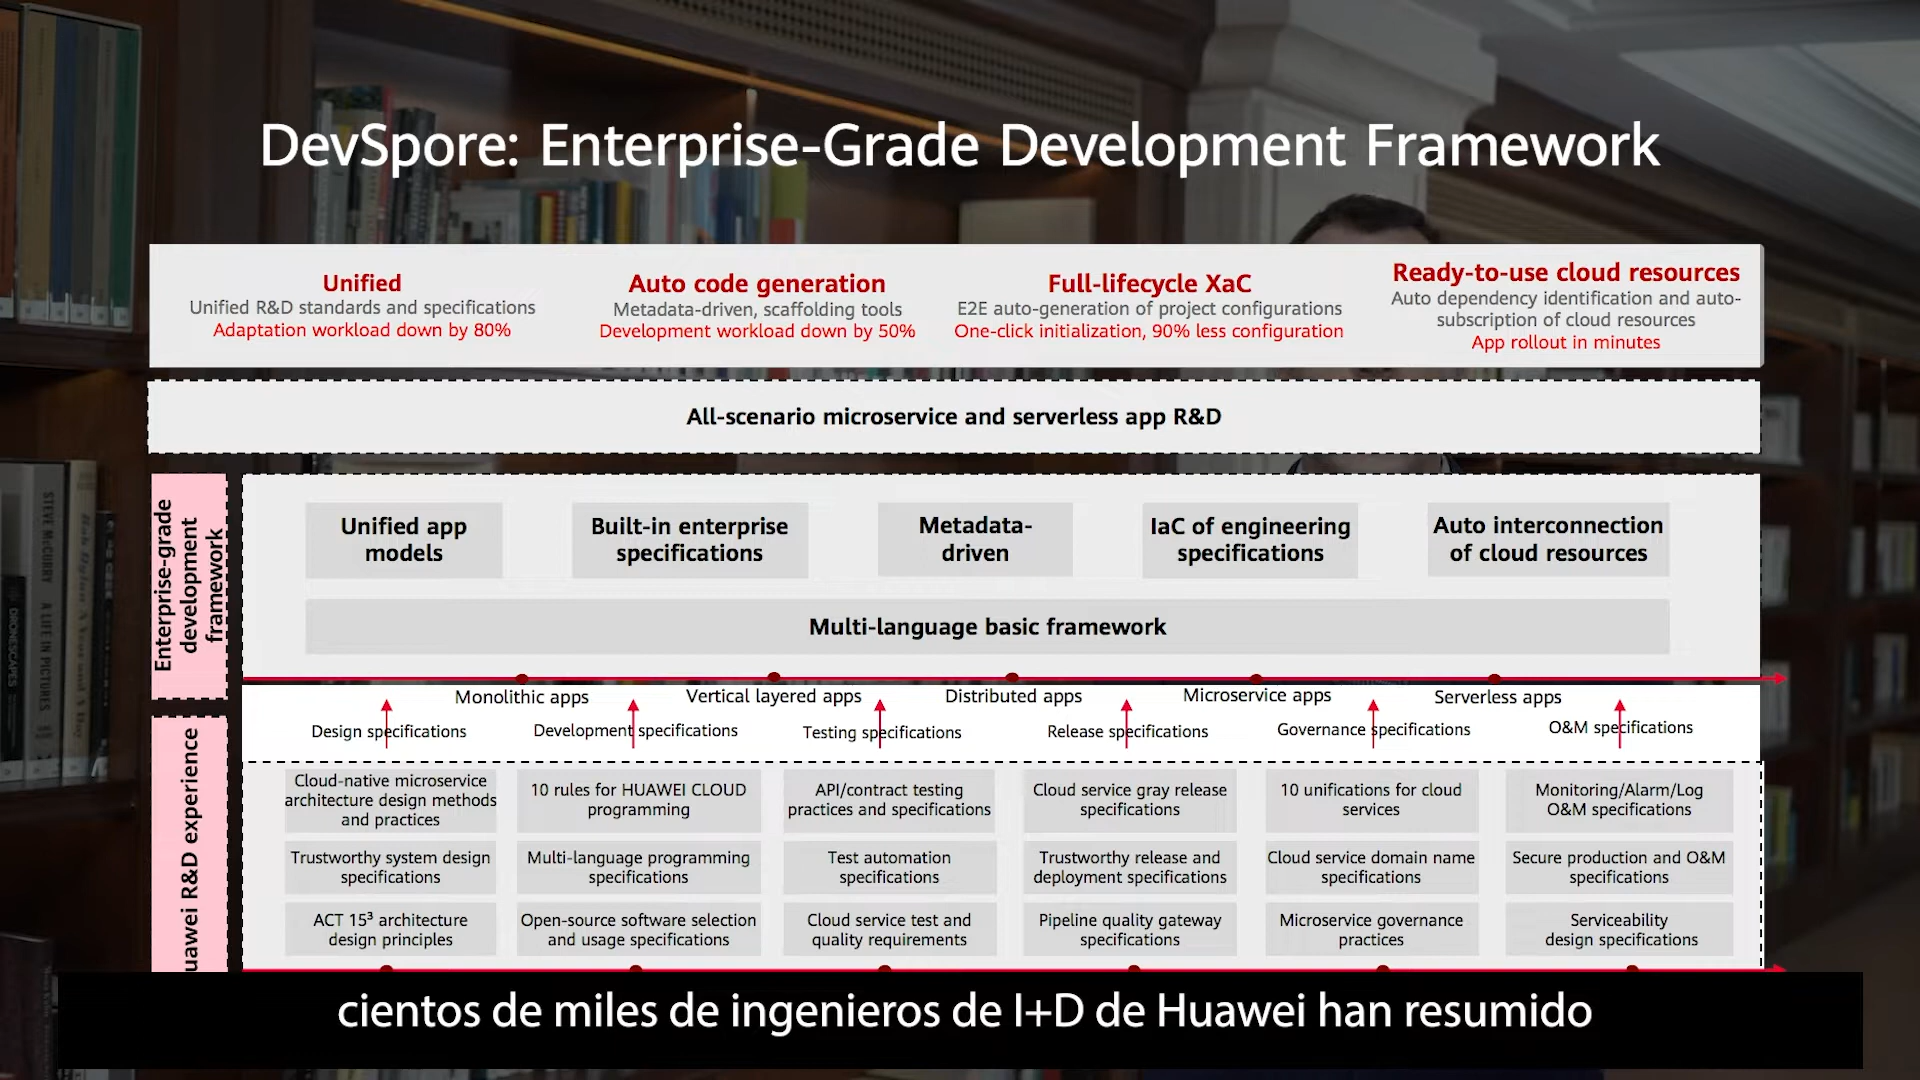 DevSpore: Enterprise-Grade Development Framework
Unified
Unified R&D standards and specifications
Adaptation workload down by 80%
Auto code generation
Metadata-driven, scaffolding tools
Development workload down by 50%
Full-lifecycle XaC
E2E auto-generation of project configurations
One-click initialization, 90% less configuration
Ready-to-use cloud resources
Auto dependency identification and auto-
subscription of cloud resources
App rollout in minutes
All-scenario microservice and serverless app R&D
Enterprise-grade
development
framework
Unified app
models
Built-in enterprise
specifications
Metadata-
driven
IaC of engineering
specifications
Auto interconnection
of cloud resources
Multi-language basic framework
Monolithic apps
Vertical layered apps
Distributed apps
Microservice apps
Serverless apps
Design specifications
Development specifications
Testing specifications
Release specifications
Governance specifications
O&M specifications
uawei R&D experience
Cloud-native microservice
architecture design methods
and practices
10 rules for HUAWEI CLOUD
programming
API/contract testing
practices and specifications
Cloud service gray release
specifications
10 unifications for cloud
services
Monitoring/Alarm/Log
O&M specifications
Trustworthy system design
specifications
Multi-language programming
specifications
Test automation
specifications
Trustworthy release and
deployment specifications
Cloud service domain name
specifications
Secure production and O&M
specifications
ACT 15³ architecture
design principles
Open-source software selection
and usage specifications
Cloud service test and
quality requirements
Pipeline quality gateway
specifications
Microservice governance
practices
Serviceability
design specifications
STEVE McCURRY
A LIFE IN PICTURES
DRONESCAPES
cientos de miles de ingenieros de I+D de Huawei han resumido